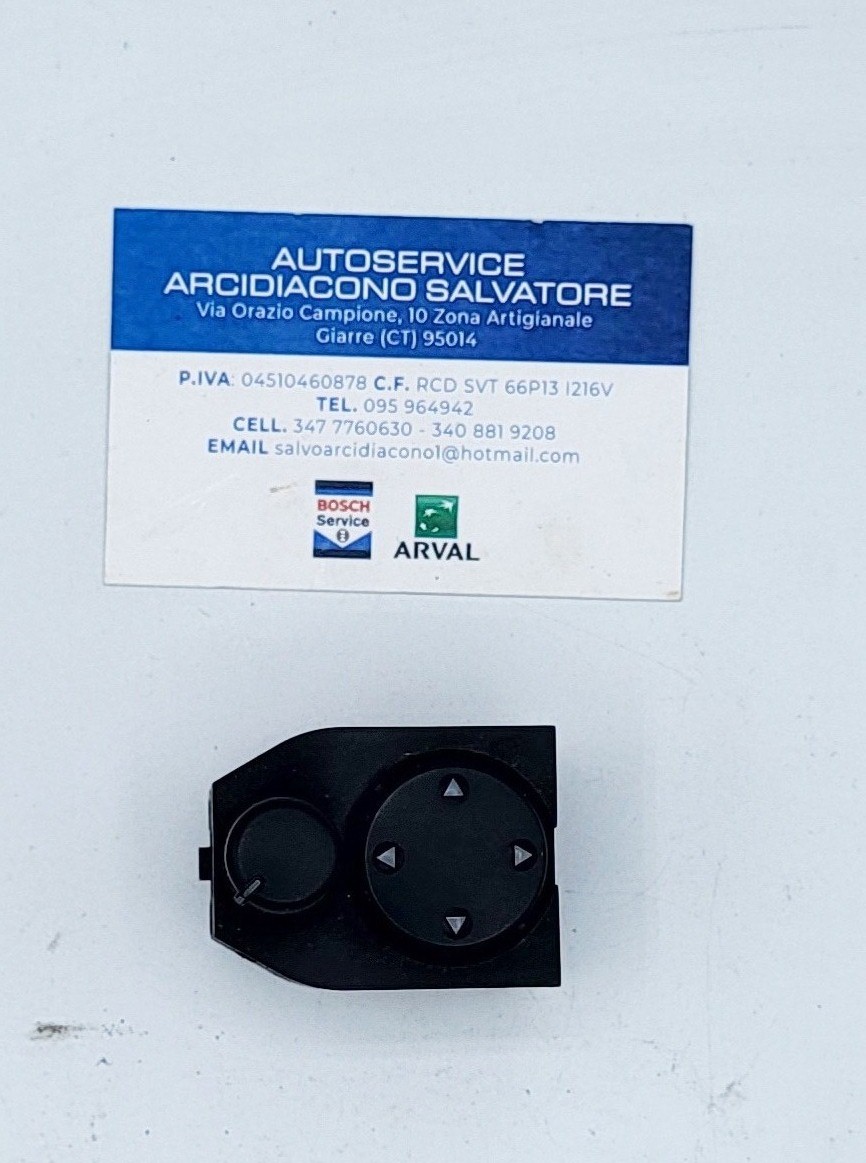 AUTOSERVICE
ARCIDIACONO SALVATORE
Via Orazio Campione, 10 Zona Artigianale
Giarre (CT) 95014
P.IVA: 04510460878 C.F. RCD SVT 66P13 I216V
TEL. 095 964942
CELL. 347 7760630 - 340 881 9208
EMAIL salvoarcidiacono1@hotmail.com
BOSCH
Service
ARVAL